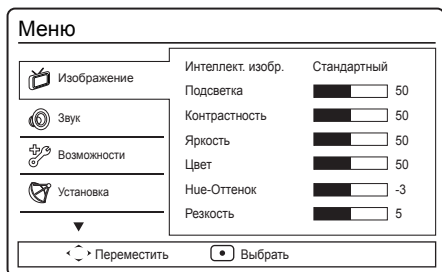 Меню
Изображение
Звук
Возможности
Установка
Интеллект. изобр. Стандартный
Подсветка 50
Контрастность 50
Яркость 50
Цвет 50
Hue-Оттенок -3
Резкость 5
Переместить Выбрать